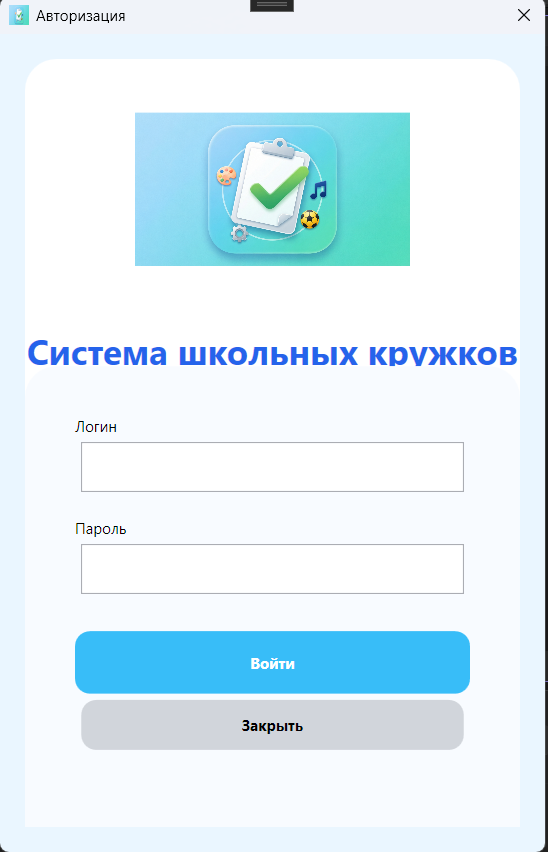 Авторизация
Система школьных кружков
Логин
Пароль
Войти
Закрыть